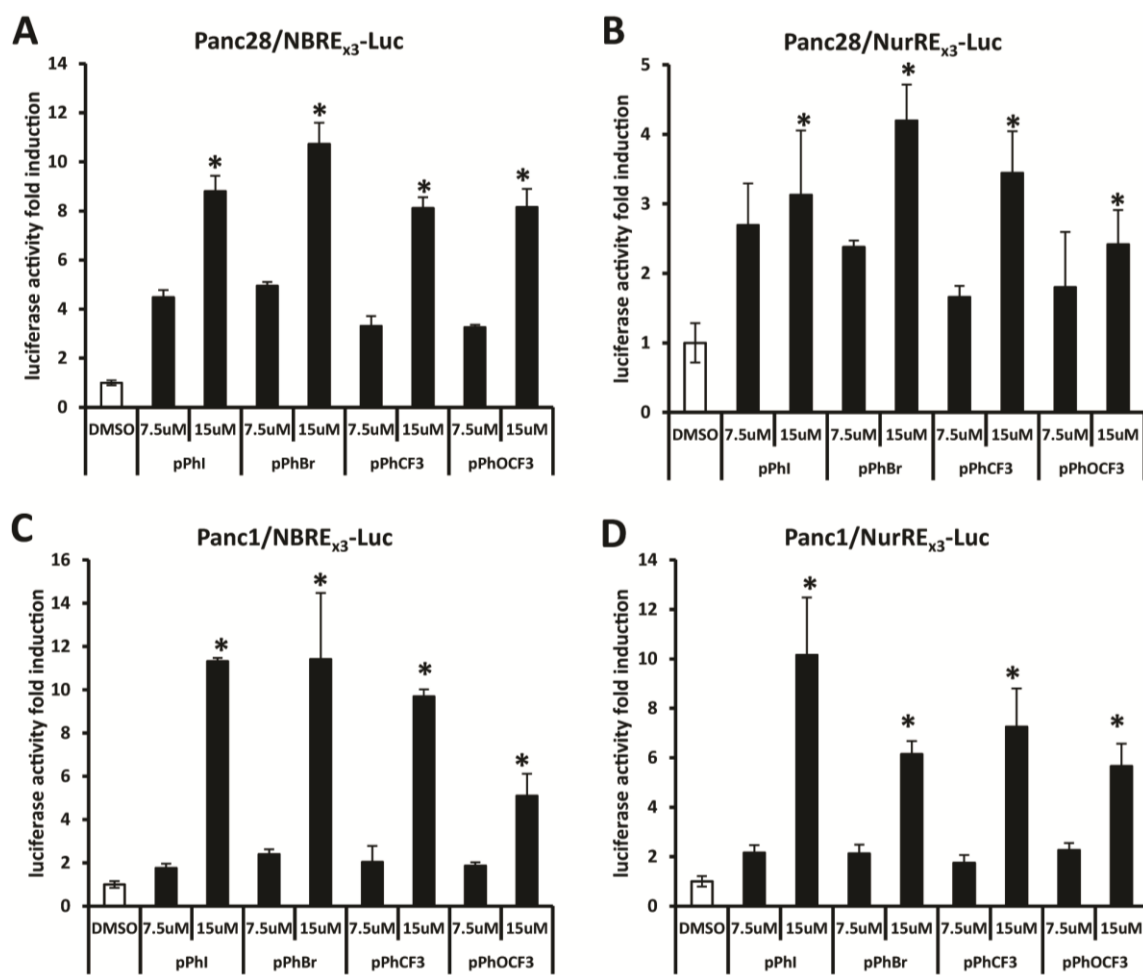 A
Panc28/NBREx3-Luc
luciferase activity fold induction
14
12
10
8
6
4
2
0
*
*
*
*
DMSO 7.5uM 15uM 7.5uM 15uM 7.5uM 15uM 7.5uM 15uM
pPhI pPhBr pPhCF3 pPhOCF3
B
Panc28/NurREx3-Luc
luciferase activity fold induction
5
4
3
2
1
0
*
*
*
*
DMSO 7.5uM 15uM 7.5uM 15uM 7.5uM 15uM 7.5uM 15uM
pPhI pPhBr pPhCF3 pPhOCF3
C
Panc1/NBREx3-Luc
luciferase activity fold induction
16
14
12
10
8
6
4
2
0
*
*
*
*
DMSO 7.5uM 15uM 7.5uM 15uM 7.5uM 15uM 7.5uM 15uM
pPhI pPhBr pPhCF3 pPhOCF3
D
Panc1/NurREx3-Luc
luciferase activity fold induction
14
12
10
8
6
4
2
0
*
*
*
*
DMSO 7.5uM 15uM 7.5uM 15uM 7.5uM 15uM 7.5uM 15uM
pPhI pPhBr pPhCF3 pPhOCF3